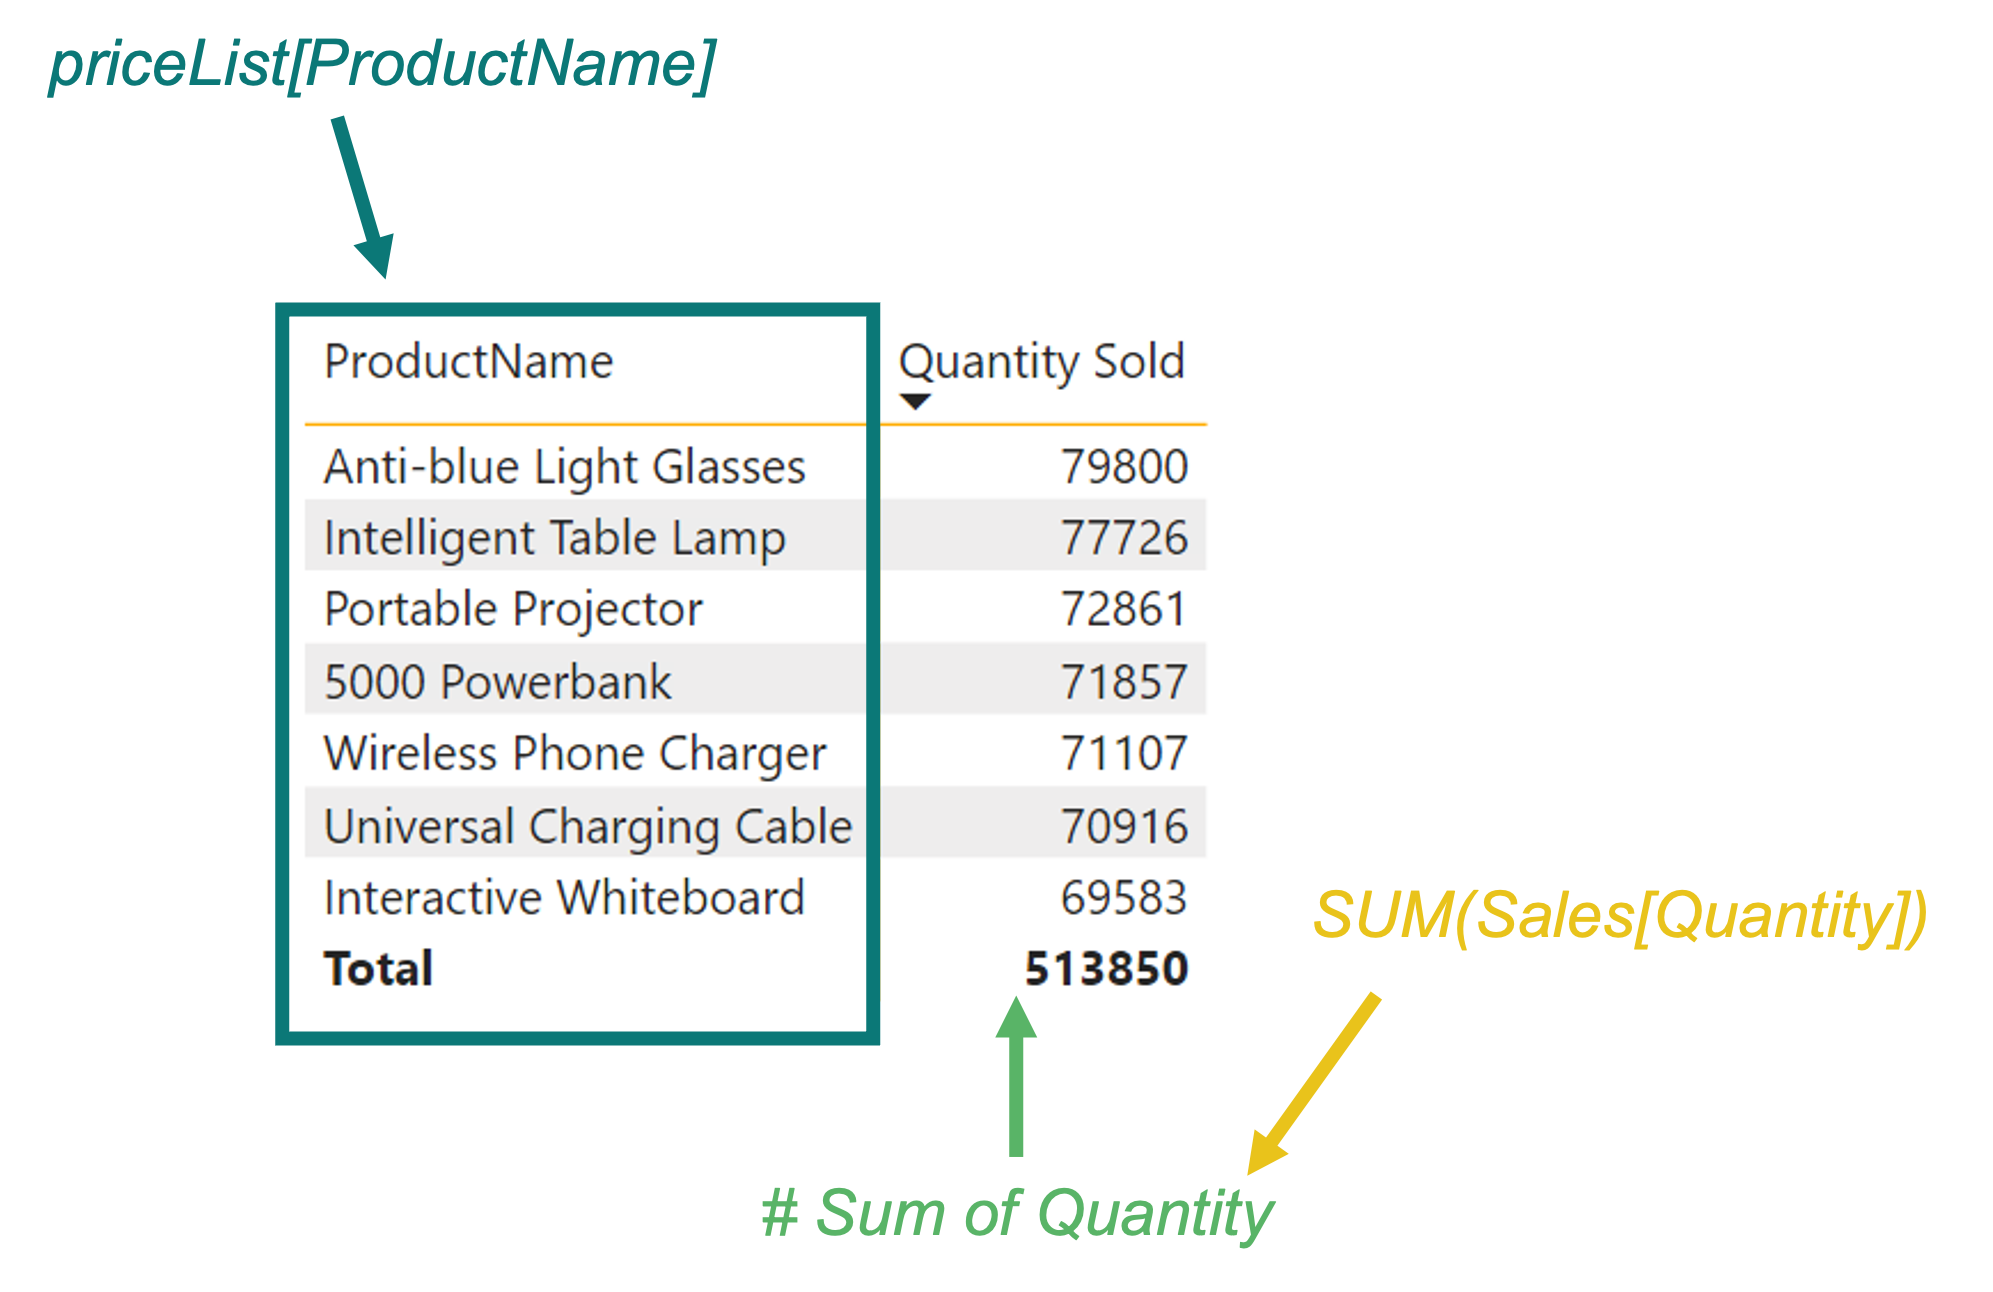 priceList[ProductName]
ProductName Quantity Sold
Anti-blue Light Glasses 79800
Intelligent Table Lamp 77726
Portable Projector 72861
5000 Powerbank 71857
Wireless Phone Charger 71107
Universal Charging Cable 70916
Interactive Whiteboard 69583
Total 513850
SUM(Sales[Quantity])
# Sum of Quantity